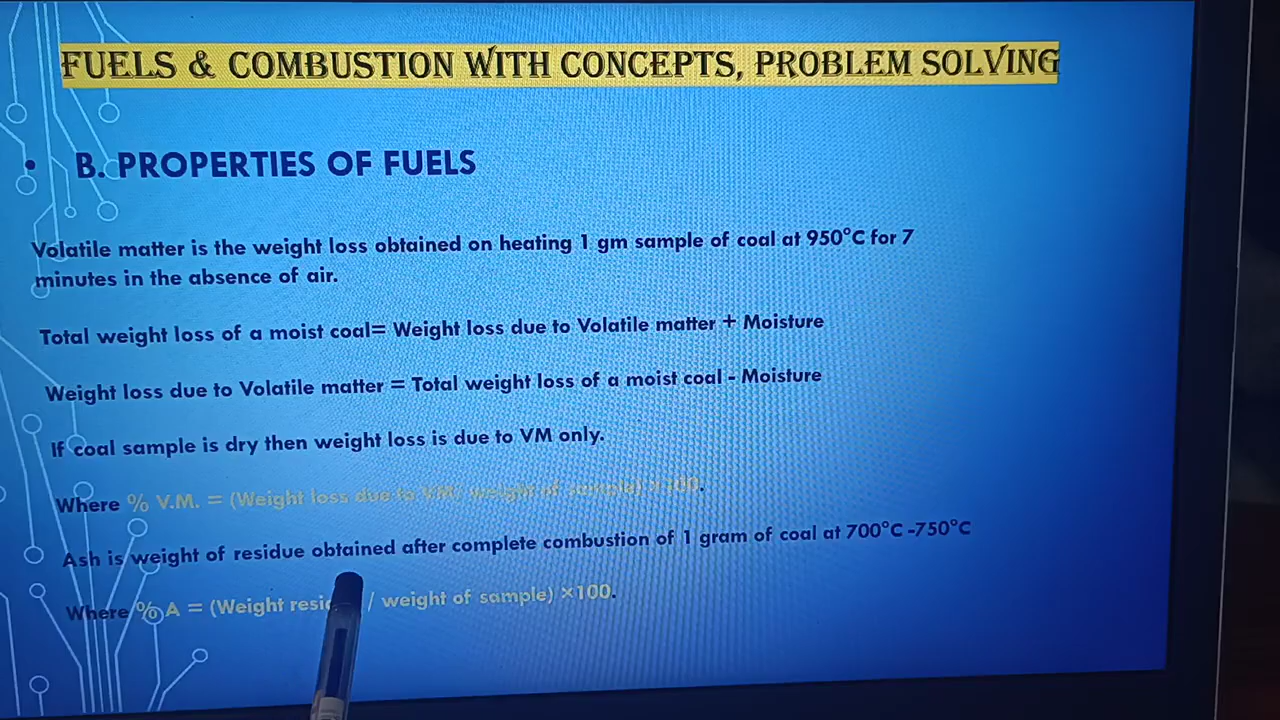 FUELS & COMBUSTION WITH CONCEPTS, PROBLEM SOLVING
• B. PROPERTIES OF FUELS
Volatile matter is the weight loss obtained on heating 1 gm sample of coal at 950°C for 7
minutes in the absence of air.
Total weight loss of a moist coal= Weight loss due to Volatile matter + Moisture
Weight loss due to Volatile matter = Total weight loss of a moist coal - Moisture
If coal sample is dry then weight loss is due to VM only.
Where % V.M. = (Weight loss due to VM/ weight of sample) ×100.
Ash is weight of residue obtained after complete combustion of 1 gram of coal at 700°C -750°C
Where % A = (Weight / weight of sample) ×100.